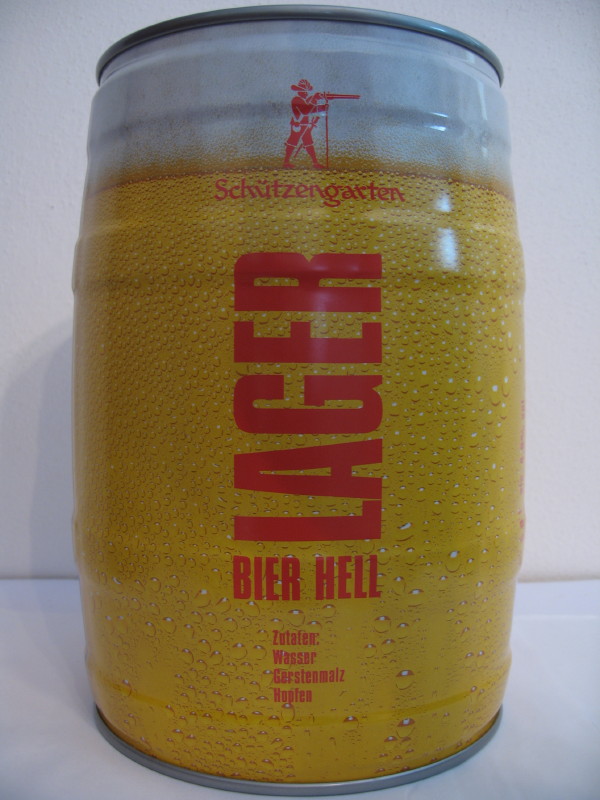 Schützengarten
LAGER
BIER HELL
Zutaten:
Wasser
Gerstenmalz
Hopfen